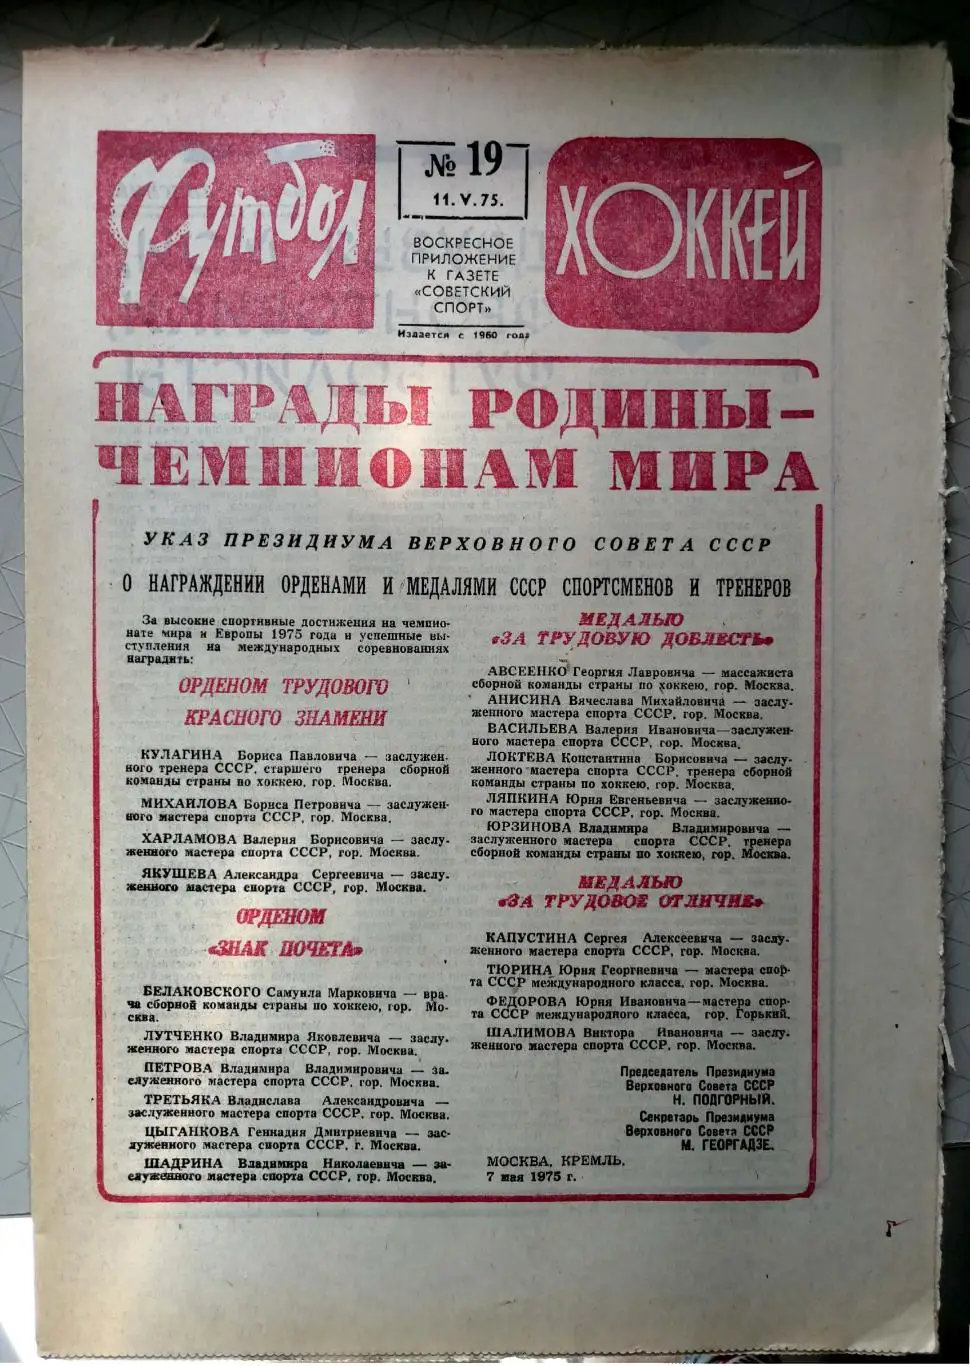 Футбол
№ 19
11.V.75.
ВОСКРЕСНОЕ
ПРИЛОЖЕНИЕ
К ГАЗЕТЕ
«СОВЕТСКИЙ
СПОРТ»
Издается с 1960 года
ХОККЕЙ
НАГРАДЫ РОДИНЫ —
ЧЕМПИОНАМ МИРА
УКАЗ ПРЕЗИДИУМА ВЕРХОВНОГО СОВЕТА СССР
О НАГРАЖДЕНИИ ОРДЕНАМИ И МЕДАЛЯМИ СССР СПОРТСМЕНОВ И ТРЕНЕРОВ
За высокие спортивные достижения на чемпио-
нате мира и Европы 1975 года и успешные вы-
ступления на международных соревнованиях
наградить:
ОРДЕНОМ ТРУДОВОГО
КРАСНОГО ЗНАМЕНИ
КУЛАГИНА Бориса Павловича — заслужен-
ного тренера СССР, старшего тренера сборной
команды страны по хоккею, гор. Москва.
МИХАЙЛОВА Бориса Петровича — заслужен-
ного мастера спорта СССР, гор. Москва.
ХАРЛАМОВА Валерия Борисовича — заслу-
женного мастера спорта СССР, гор. Москва.
ЯКУШЕВА Александра Сергеевича — заслу-
женного мастера спорта СССР, гор. Москва.
ОРДЕНОМ
«ЗНАК ПОЧЕТА»
БЕЛАКОВСКОГО Самуила Марковича — вра-
ча сборной команды страны по хоккею, гор. Мо-
сква.
ЛУТЧЕНКО Владимира Яковлевича — заслу-
женного мастера спорта СССР, гор. Москва.
ПЕТРОВА Владимира Владимировича — за-
служенного мастера спорта СССР, гор. Москва.
ТРЕТЬЯКА Владислава Александровича —
заслуженного мастера спорта СССР, гор. Москва.
ЦЫГАНКОВА Геннадия Дмитриевича — зас-
луженного мастера спорта СССР, г. Москва.
ШАДРИНА Владимира Николаевича — за-
служенного мастера спорта СССР, гор. Москва.
МЕДАЛЬЮ
«ЗА ТРУДОВУЮ ДОБЛЕСТЬ»
АВСЕЕНКО Георгия Лавровича — массажиста
сборной команды страны по хоккею, гор. Москва.
АНИСИНА Вячеслава Михайловича — заслу-
женного мастера спорта СССР, гор. Москва.
ВАСИЛЬЕВА Валерия Ивановича — заслужен-
ного мастера спорта СССР, гор. Москва.
ЛОКТЕВА Константина Борисовича — заслу-
женного мастера спорта СССР, тренера сборной
команды страны по хоккею, гор. Москва.
ЛЯПКИНА Юрия Евгеньевича — заслуженно-
го мастера спорта СССР, гор. Москва.
ЮРЗИНОВА Владимира Владимировича —
заслуженного мастера спорта СССР, тренера
сборной команды страны по хоккею, гор. Москва.
МЕДАЛЬЮ
«ЗА ТРУДОВОЕ ОТЛИЧИЕ»
КАПУСТИНА Сергея Алексеевича — заслу-
женного мастера спорта СССР, гор. Москва.
ТЮРИНА Юрия Георгиевича — мастера спор-
та СССР международного класса, гор. Москва.
ФЕДОРОВА Юрия Ивановича — мастера спор-
та СССР международного класса, гор. Горький.
ШАЛИМОВА Виктора Ивановича — заслу-
женного мастера спорта СССР, гор. Москва.
Председатель Президиума
Верховного Совета СССР
Н. ПОДГОРНЫЙ.
Секретарь Президиума
Верховного Совета СССР
М. ГЕОРГАДЗЕ.
МОСКВА, КРЕМЛЬ.
7 мая 1975 г.